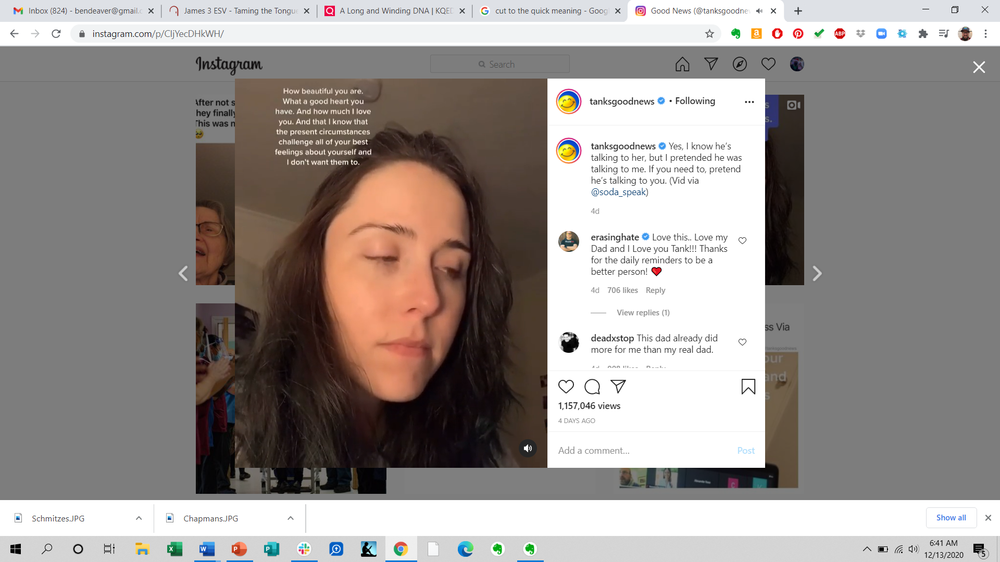 Inbox (824) - bendeaver@gmail.c
James 3 ESV - Taming the Tongue
A Long and Winding DNA | KQED
cut to the quick meaning - Goog
Good News (@tanksgoodne
instagram.com/p/CIjYecDHkWH/
ABP
Instagram
Search
After not s
hey finally
This was n
How beautiful you are.
What a good heart you
have. And how much I love
you. And that I know that
the present circumstances
challenge all of your best
feelings about yourself and
I don't want them to.
tanksgoodnews • Following
tanksgoodnews Yes, I know he's
talking to her, but I pretended he was
talking to me. If you need to, pretend
he's talking to you. (Vid via
@soda_speak)
4d
erasinghate Love this.. Love my
Dad and I Love you Tank!!! Thanks
for the daily reminders to be a
better person! ❤️
4d 706 likes Reply
View replies (1)
deadxstop This dad already did
more for me than my real dad.
1,157,046 views
4 DAYS AGO
Add a comment...
Post
s
s.
ss Via
tanksgoodnews
our
and
s
C
K
Schmitzes.JPG
Chapmans.JPG
Show all
6:41 AM
12/13/2020
5